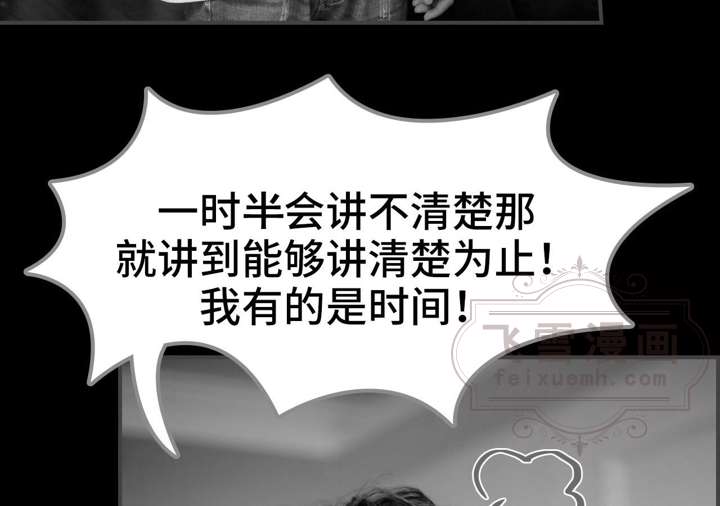 一时半会讲不清楚那
就讲到能够讲清楚为止！
我有的是时间！
飞雪漫画
feixuemh.com